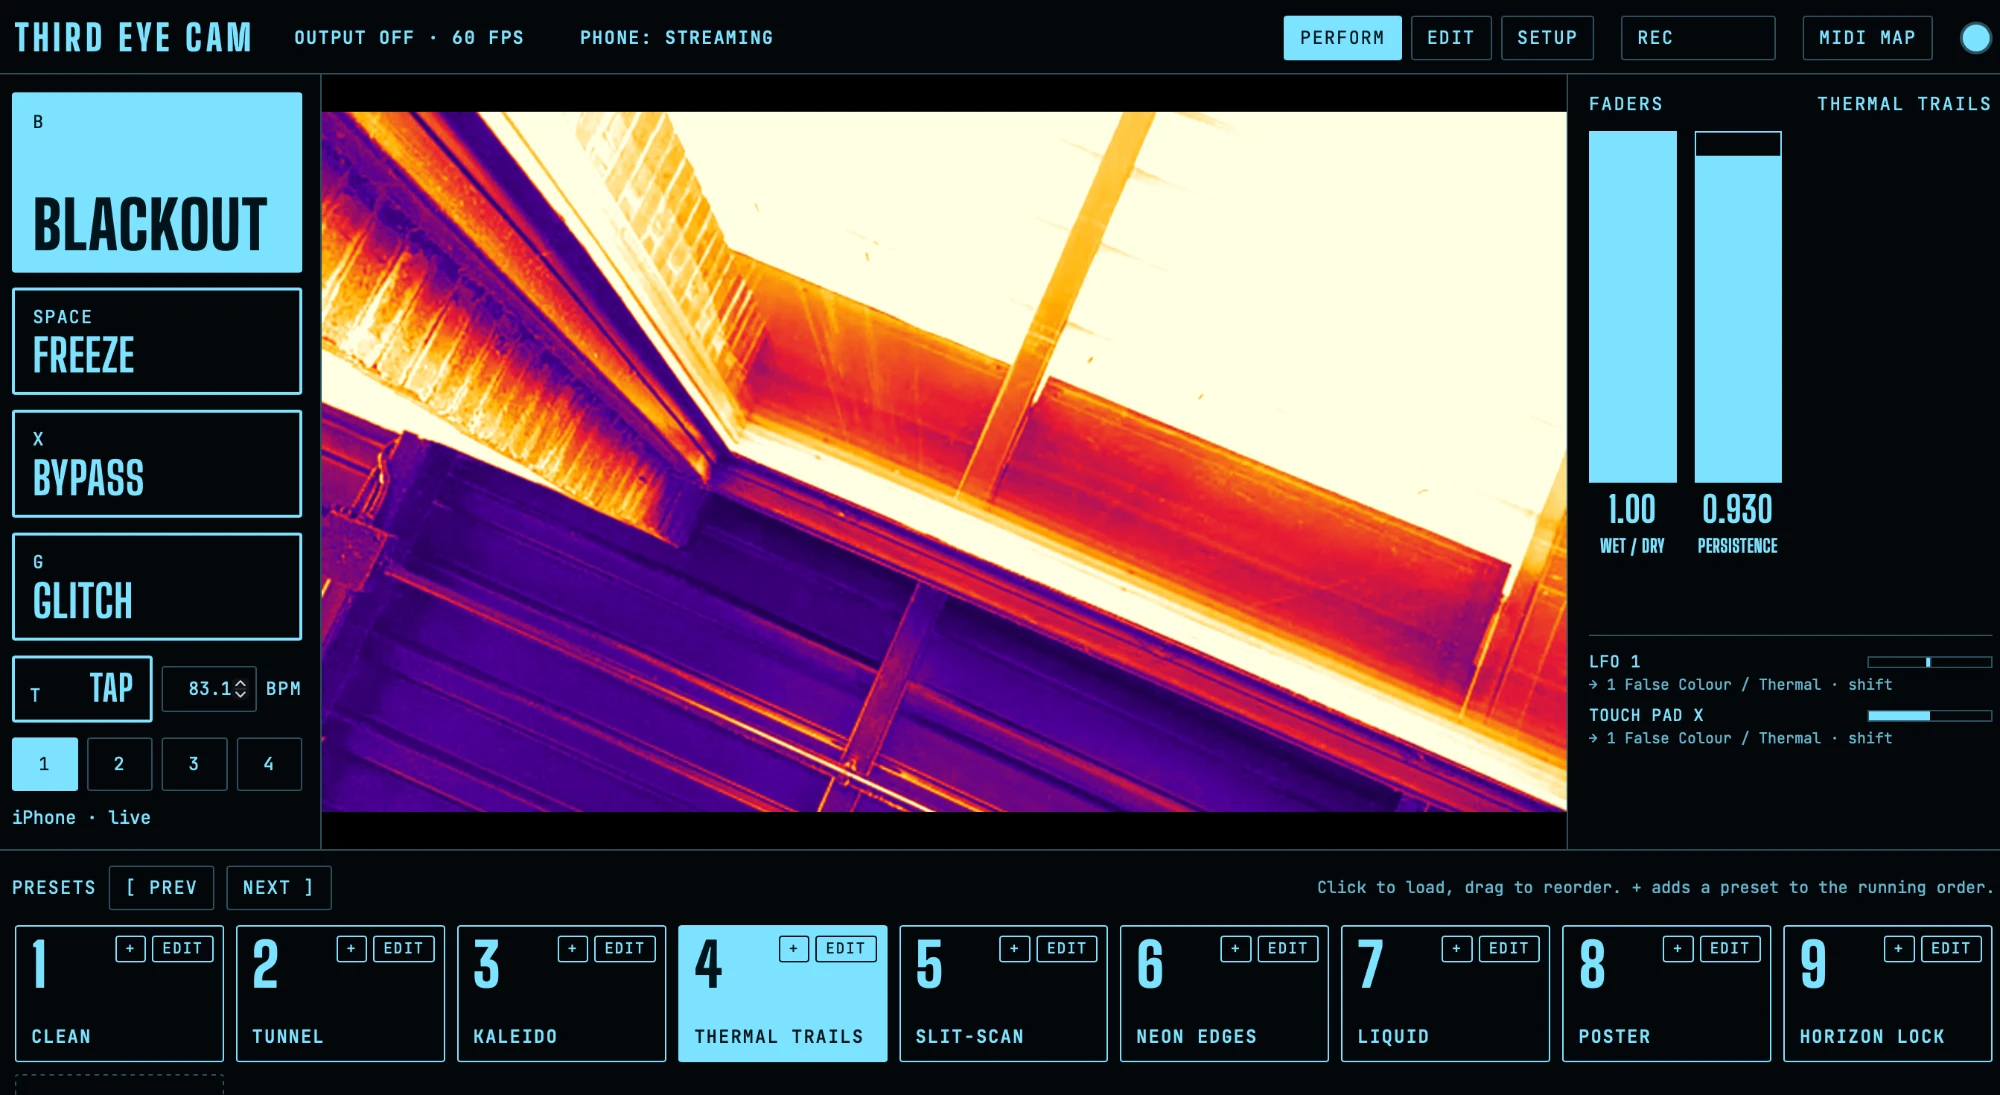 THIRD EYE CAM
OUTPUT OFF · 60 FPS
PHONE: STREAMING
PERFORM
EDIT
SETUP
REC
MIDI MAP
B
BLACKOUT
SPACE
FREEZE
X
BYPASS
G
GLITCH
T TAP
83.1
BPM
1
2
3
4
iPhone · live
FADERS
THERMAL TRAILS
1.00
WET / DRY
0.930
PERSISTENCE
LFO 1
→ 1 False Colour / Thermal · shift
TOUCH PAD X
→ 1 False Colour / Thermal · shift
PRESETS
[ PREV
NEXT ]
Click to load, drag to reorder. + adds a preset to the running order.
1
+
EDIT
CLEAN
2
+
EDIT
TUNNEL
3
+
EDIT
KALEIDO
4
+
EDIT
THERMAL TRAILS
5
+
EDIT
SLIT-SCAN
6
+
EDIT
NEON EDGES
7
+
EDIT
LIQUID
8
+
EDIT
POSTER
9
+
EDIT
HORIZON LOCK